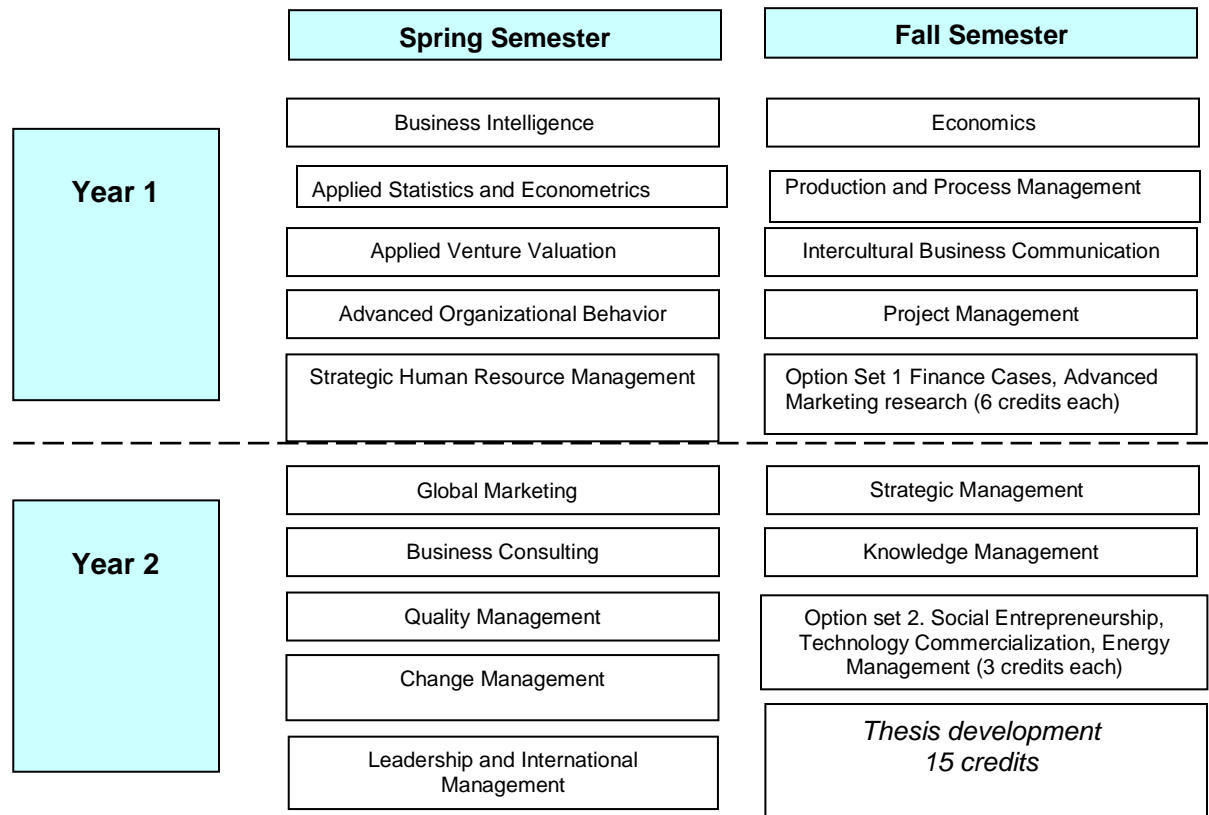 Spring Semester
Fall Semester
Year 1
Business Intelligence
Economics
Applied Statistics and Econometrics
Production and Process Management
Applied Venture Valuation
Intercultural Business Communication
Advanced Organizational Behavior
Project Management
Strategic Human Resource Management
Option Set 1 Finance Cases, Advanced
Marketing research (6 credits each)
Year 2
Global Marketing
Strategic Management
Business Consulting
Knowledge Management
Quality Management
Option set 2. Social Entrepreneurship,
Technology Commercialization, Energy
Management (3 credits each)
Change Management
Leadership and International
Management
Thesis development
15 credits